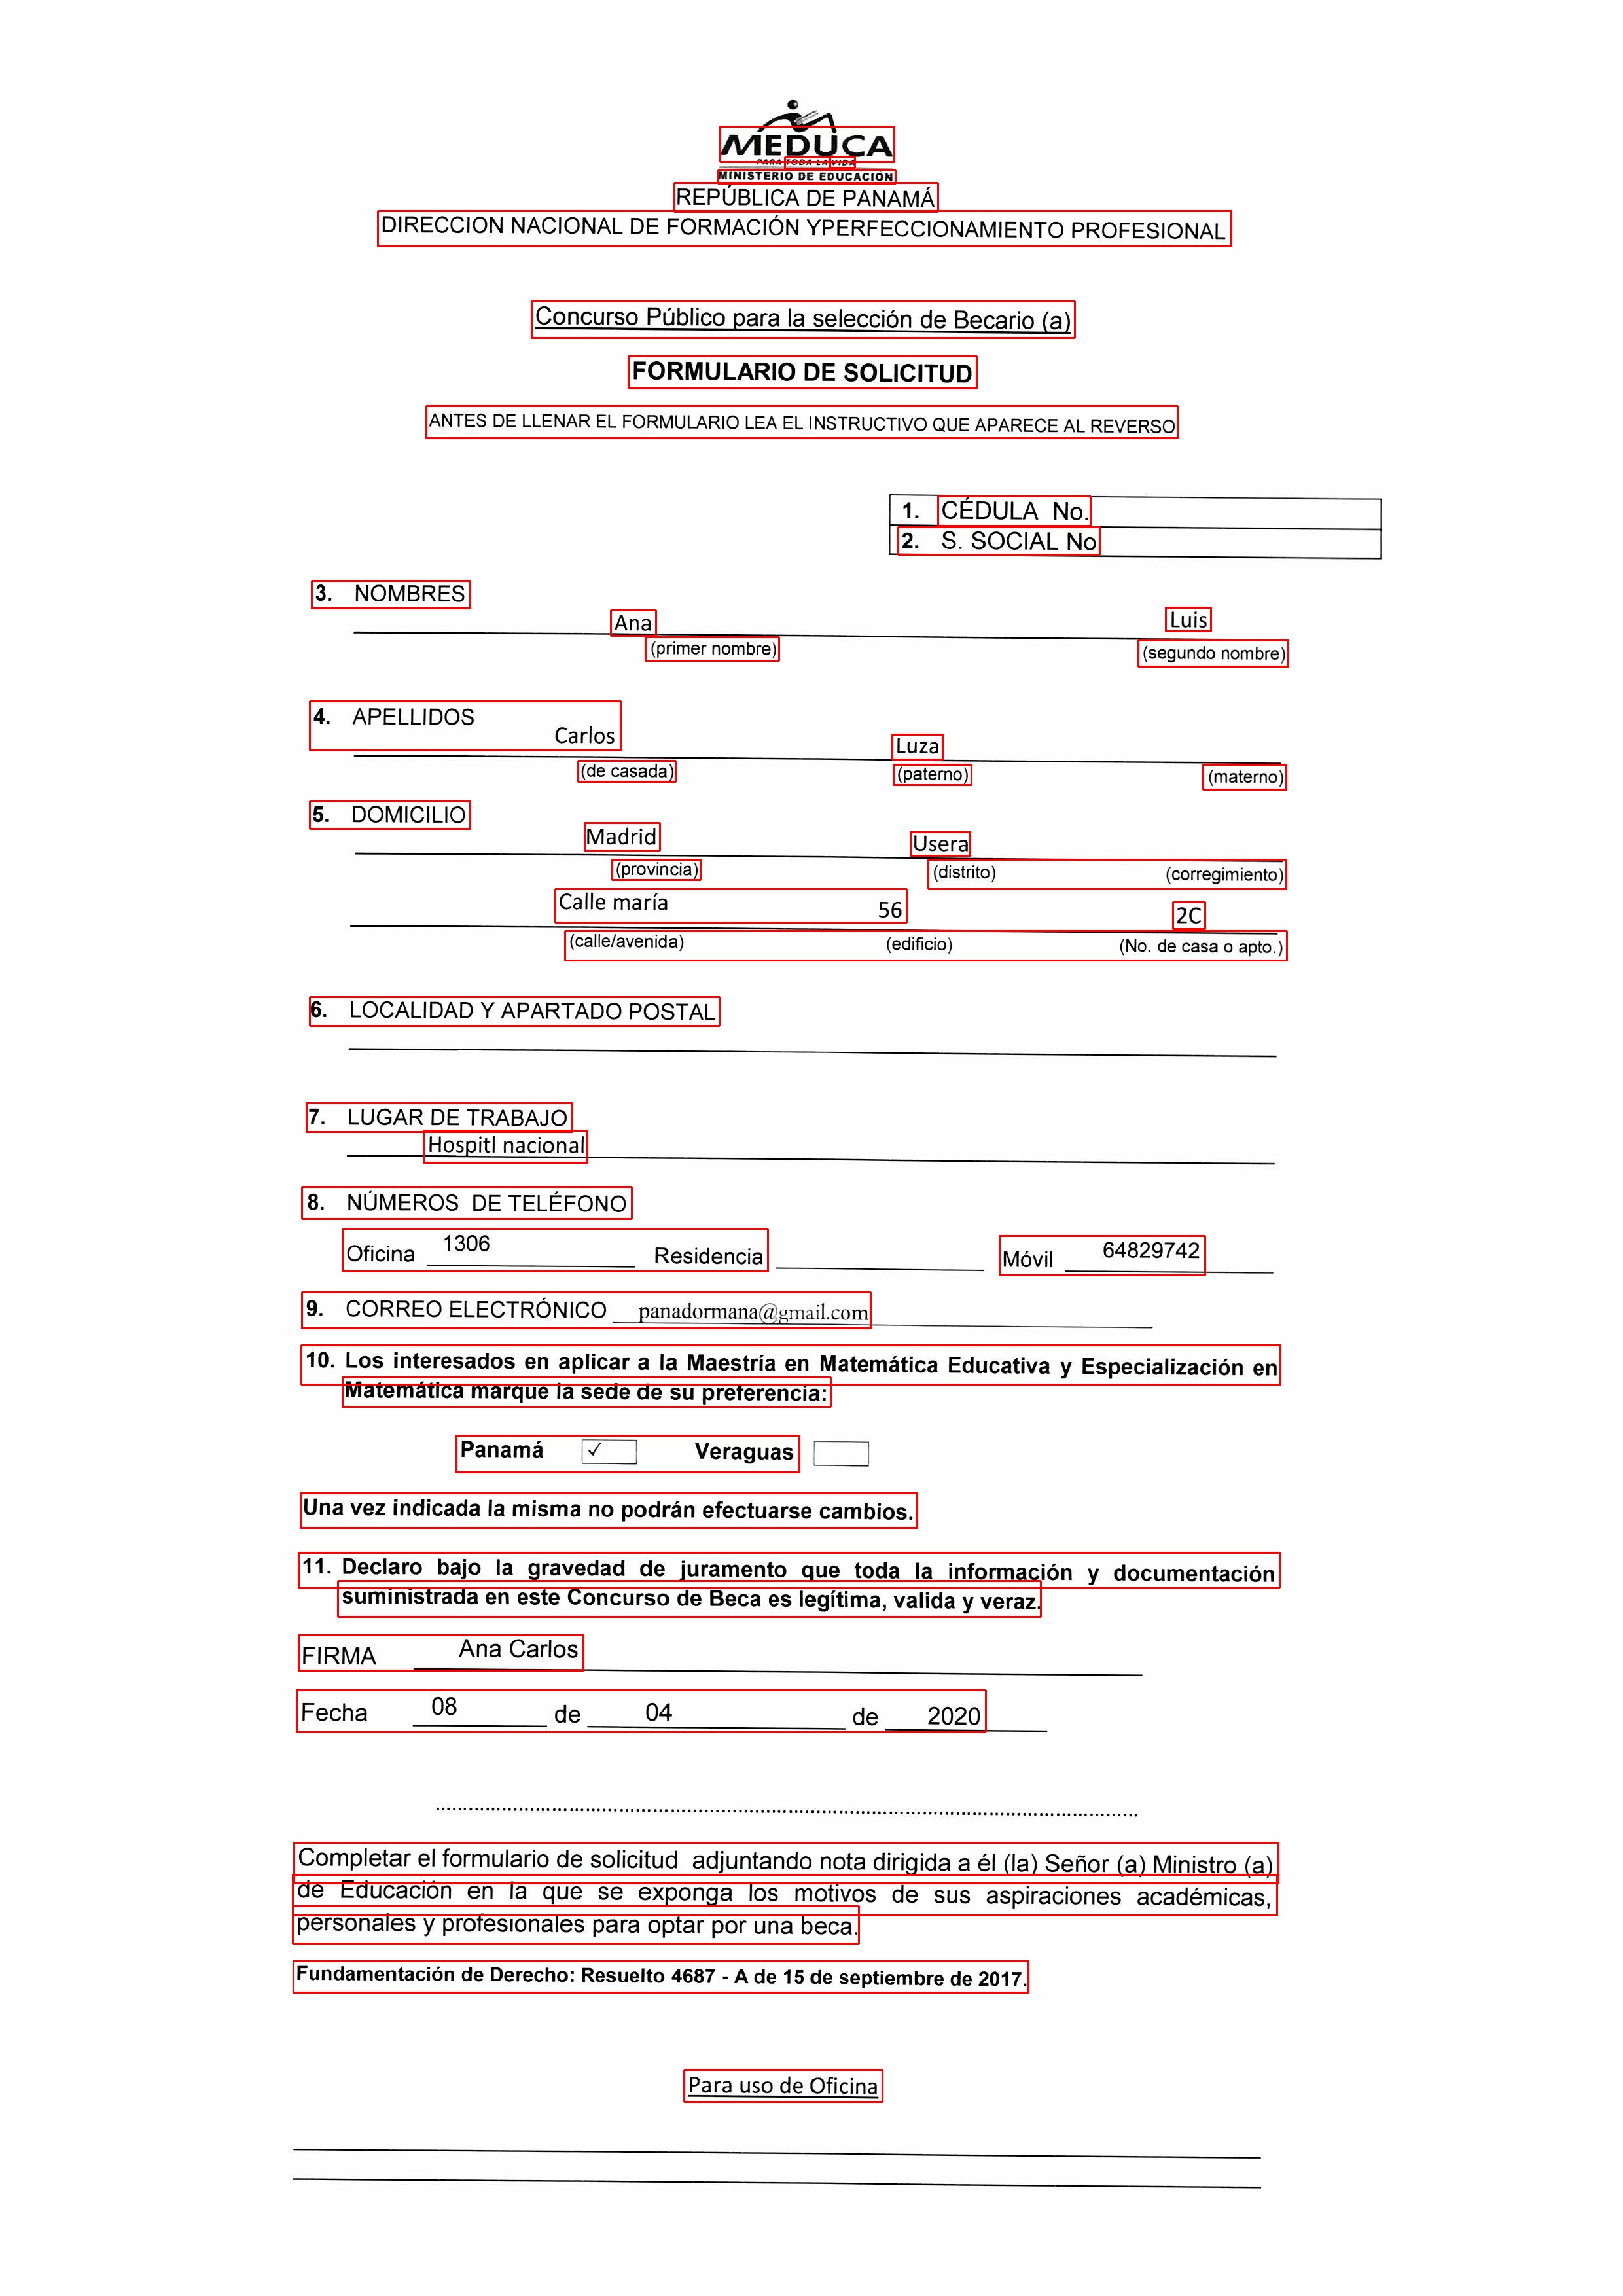 MEDUCA
PARA TODA LA VIDA
MINISTERIO DE EDUCACION
REPÚBLICA DE PANAMÁ
DIRECCION NACIONAL DE FORMACIÓN YPERFECCIONAMIENTO PROFESIONAL
Concurso Público para la selección de Becario (a)
FORMULARIO DE SOLICITUD
ANTES DE LLENAR EL FORMULARIO LEA EL INSTRUCTIVO QUE APARECE AL REVERSO
1. CÉDULA No.
2. S. SOCIAL No.
3. NOMBRES
Ana Luis
(primer nombre) (segundo nombre)
4. APELLIDOS
Carlos Luza
(de casada) (paterno) (materno)
5. DOMICILIO
Madrid Usera
(provincia) (distrito) (corregimiento)
Calle maría 56 2C
(calle/avenida) (edificio) (No. de casa o apto.)
6. LOCALIDAD Y APARTADO POSTAL
7. LUGAR DE TRABAJO
Hospitl nacional
8. NÚMEROS DE TELÉFONO
Oficina 1306 Residencia Móvil 64829742
9. CORREO ELECTRÓNICO panadormana@gmail.com
10. Los interesados en aplicar a la Maestría en Matemática Educativa y Especialización en
Matemática marque la sede de su preferencia:
Panamá ✓ Veraguas
Una vez indicada la misma no podrán efectuarse cambios.
11. Declaro bajo la gravedad de juramento que toda la información y documentación
suministrada en este Concurso de Beca es legítima, valida y veraz.
FIRMA Ana Carlos
Fecha 08 de 04 de 2020
Completar el formulario de solicitud adjuntando nota dirigida a él (la) Señor (a) Ministro (a)
de Educación en la que se exponga los motivos de sus aspiraciones académicas,
personales y profesionales para optar por una beca.
Fundamentación de Derecho: Resuelto 4687 - A de 15 de septiembre de 2017.
Para uso de Oficina